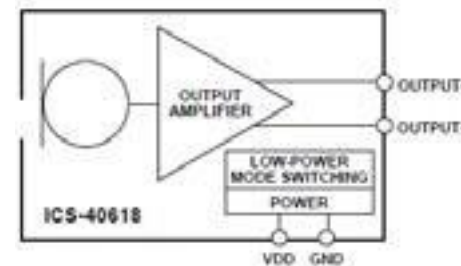 OUTPUT
AMPLIFIER
OUTPUT
OUTPUT
LOW-POWER
MODE SWITCHING
POWER
ICS-40618
VDD GND